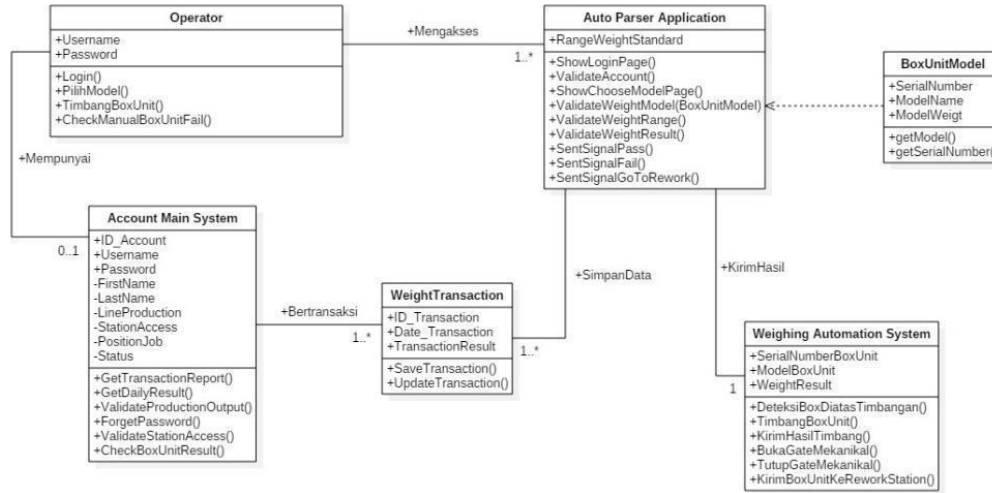 Operator
+Username
+Password
+Login()
+PilihModel()
+TimbangBoxUnit()
+CheckManualBoxUnitFail()
+Mengakses
1..*
Auto Parser Application
+RangeWeightStandard
+ShowLoginPage()
+ValidateAccount()
+ShowChooseModelPage()
+ValidateWeightModel(BoxUnitModel)
+ValidateWeightRange()
+ValidateWeightResult()
+SentSignalPass()
+SentSignalFail()
+SentSignalGoToRework()
BoxUnitModel
+SerialNumber
+ModelName
+ModelWeigt
+getModel()
+getSerialNumber(
+Mempunyai
0..1
Account Main System
+ID_Account
+Username
+Password
-FirstName
-LastName
-LineProduction
-StationAccess
-PositionJob
-Status
+GetTransactionReport()
+GetDailyResult()
+ValidateProductionOutput()
+ForgetPassword()
+ValidateStationAccess()
+CheckBoxUnitResult()
+Bertransaksi
1..*
WeightTransaction
+ID_Transaction
+Date_Transaction
+TransactionResult
+SaveTransaction()
+UpdateTransaction()
+SimpanData
1..*
+KirimHasil
1
Weighing Automation System
+SerialNumberBoxUnit
+ModelBoxUnit
+WeightResult
+DeteksiBoxDiatasTimbangan()
+TimbangBoxUnit()
+KirimHasilTimbang()
+BukaGateMekanikal()
+TutupGateMekanikal()
+KirimBoxUnitKeReworkStation()